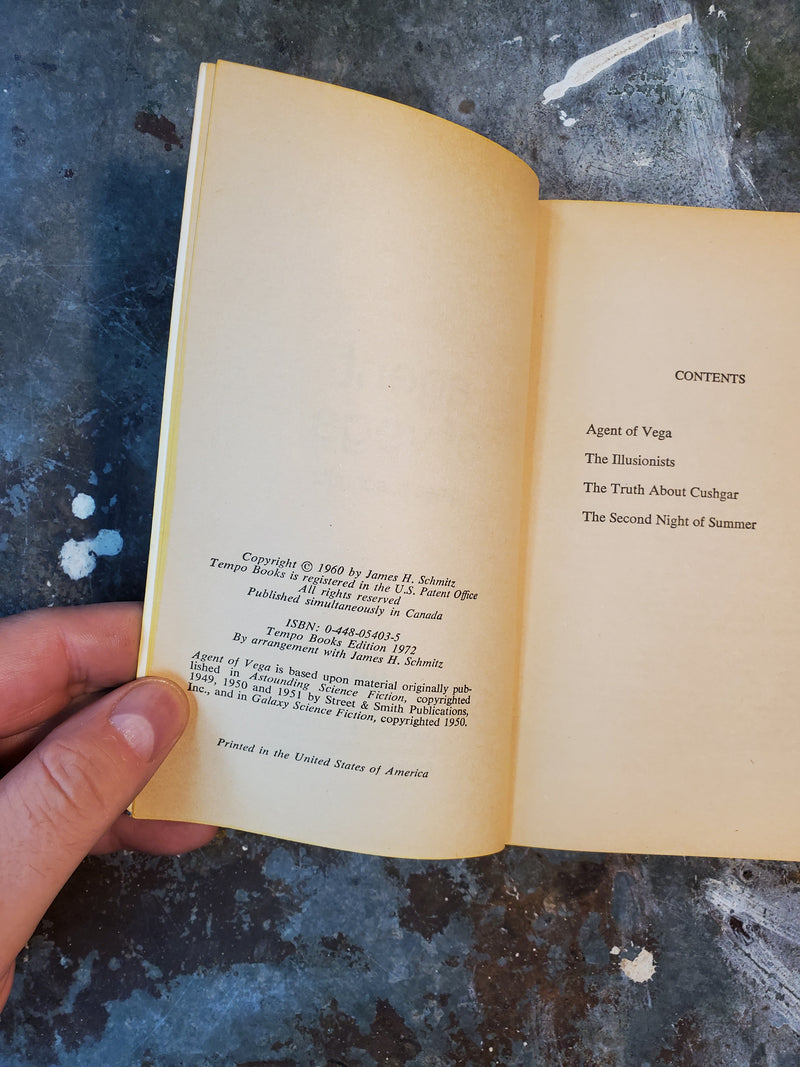 Copyright © 1960 by James H. Schmitz
Tempo Books is registered in the U.S. Patent Office
All rights reserved
Published simultaneously in Canada
ISBN: 0-448-05403-5
Tempo Books Edition 1972
By arrangement with James H. Schmitz
Agent of Vega is based upon material originally pub-
lished in Astounding Science Fiction, copyrighted
1949, 1950 and 1951 by Street & Smith Publications,
Inc., and in Galaxy Science Fiction, copyrighted 1950.
Printed in the United States of America
CONTENTS
Agent of Vega
The Illusionists
The Truth About Cushgar
The Second Night of Summer